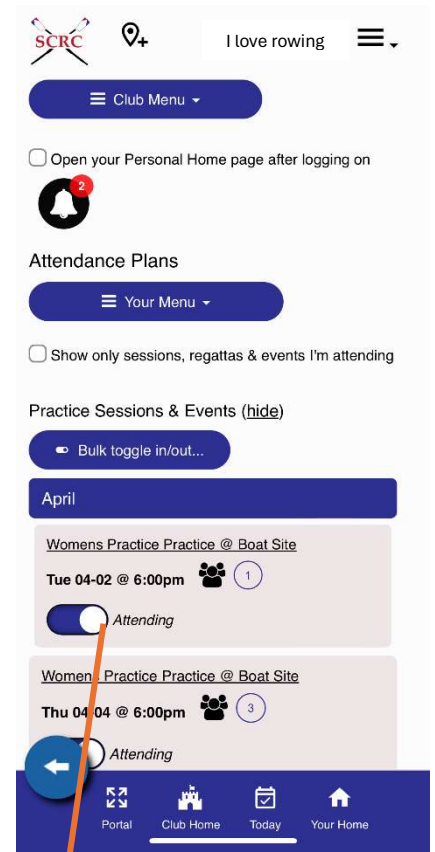 SCRC
I love rowing
Club Menu
Open your Personal Home page after logging on
2
Attendance Plans
Your Menu
Show only sessions, regattas & events I'm attending
Practice Sessions & Events (hide)
Bulk toggle in/out...
April
Womens Practice Practice @ Boat Site
Tue 04-02 @ 6:00pm 1
Attending
Womens Practice Practice @ Boat Site
Thu 04-04 @ 6:00pm 3
Attending
Portal Club Home Today Your Home